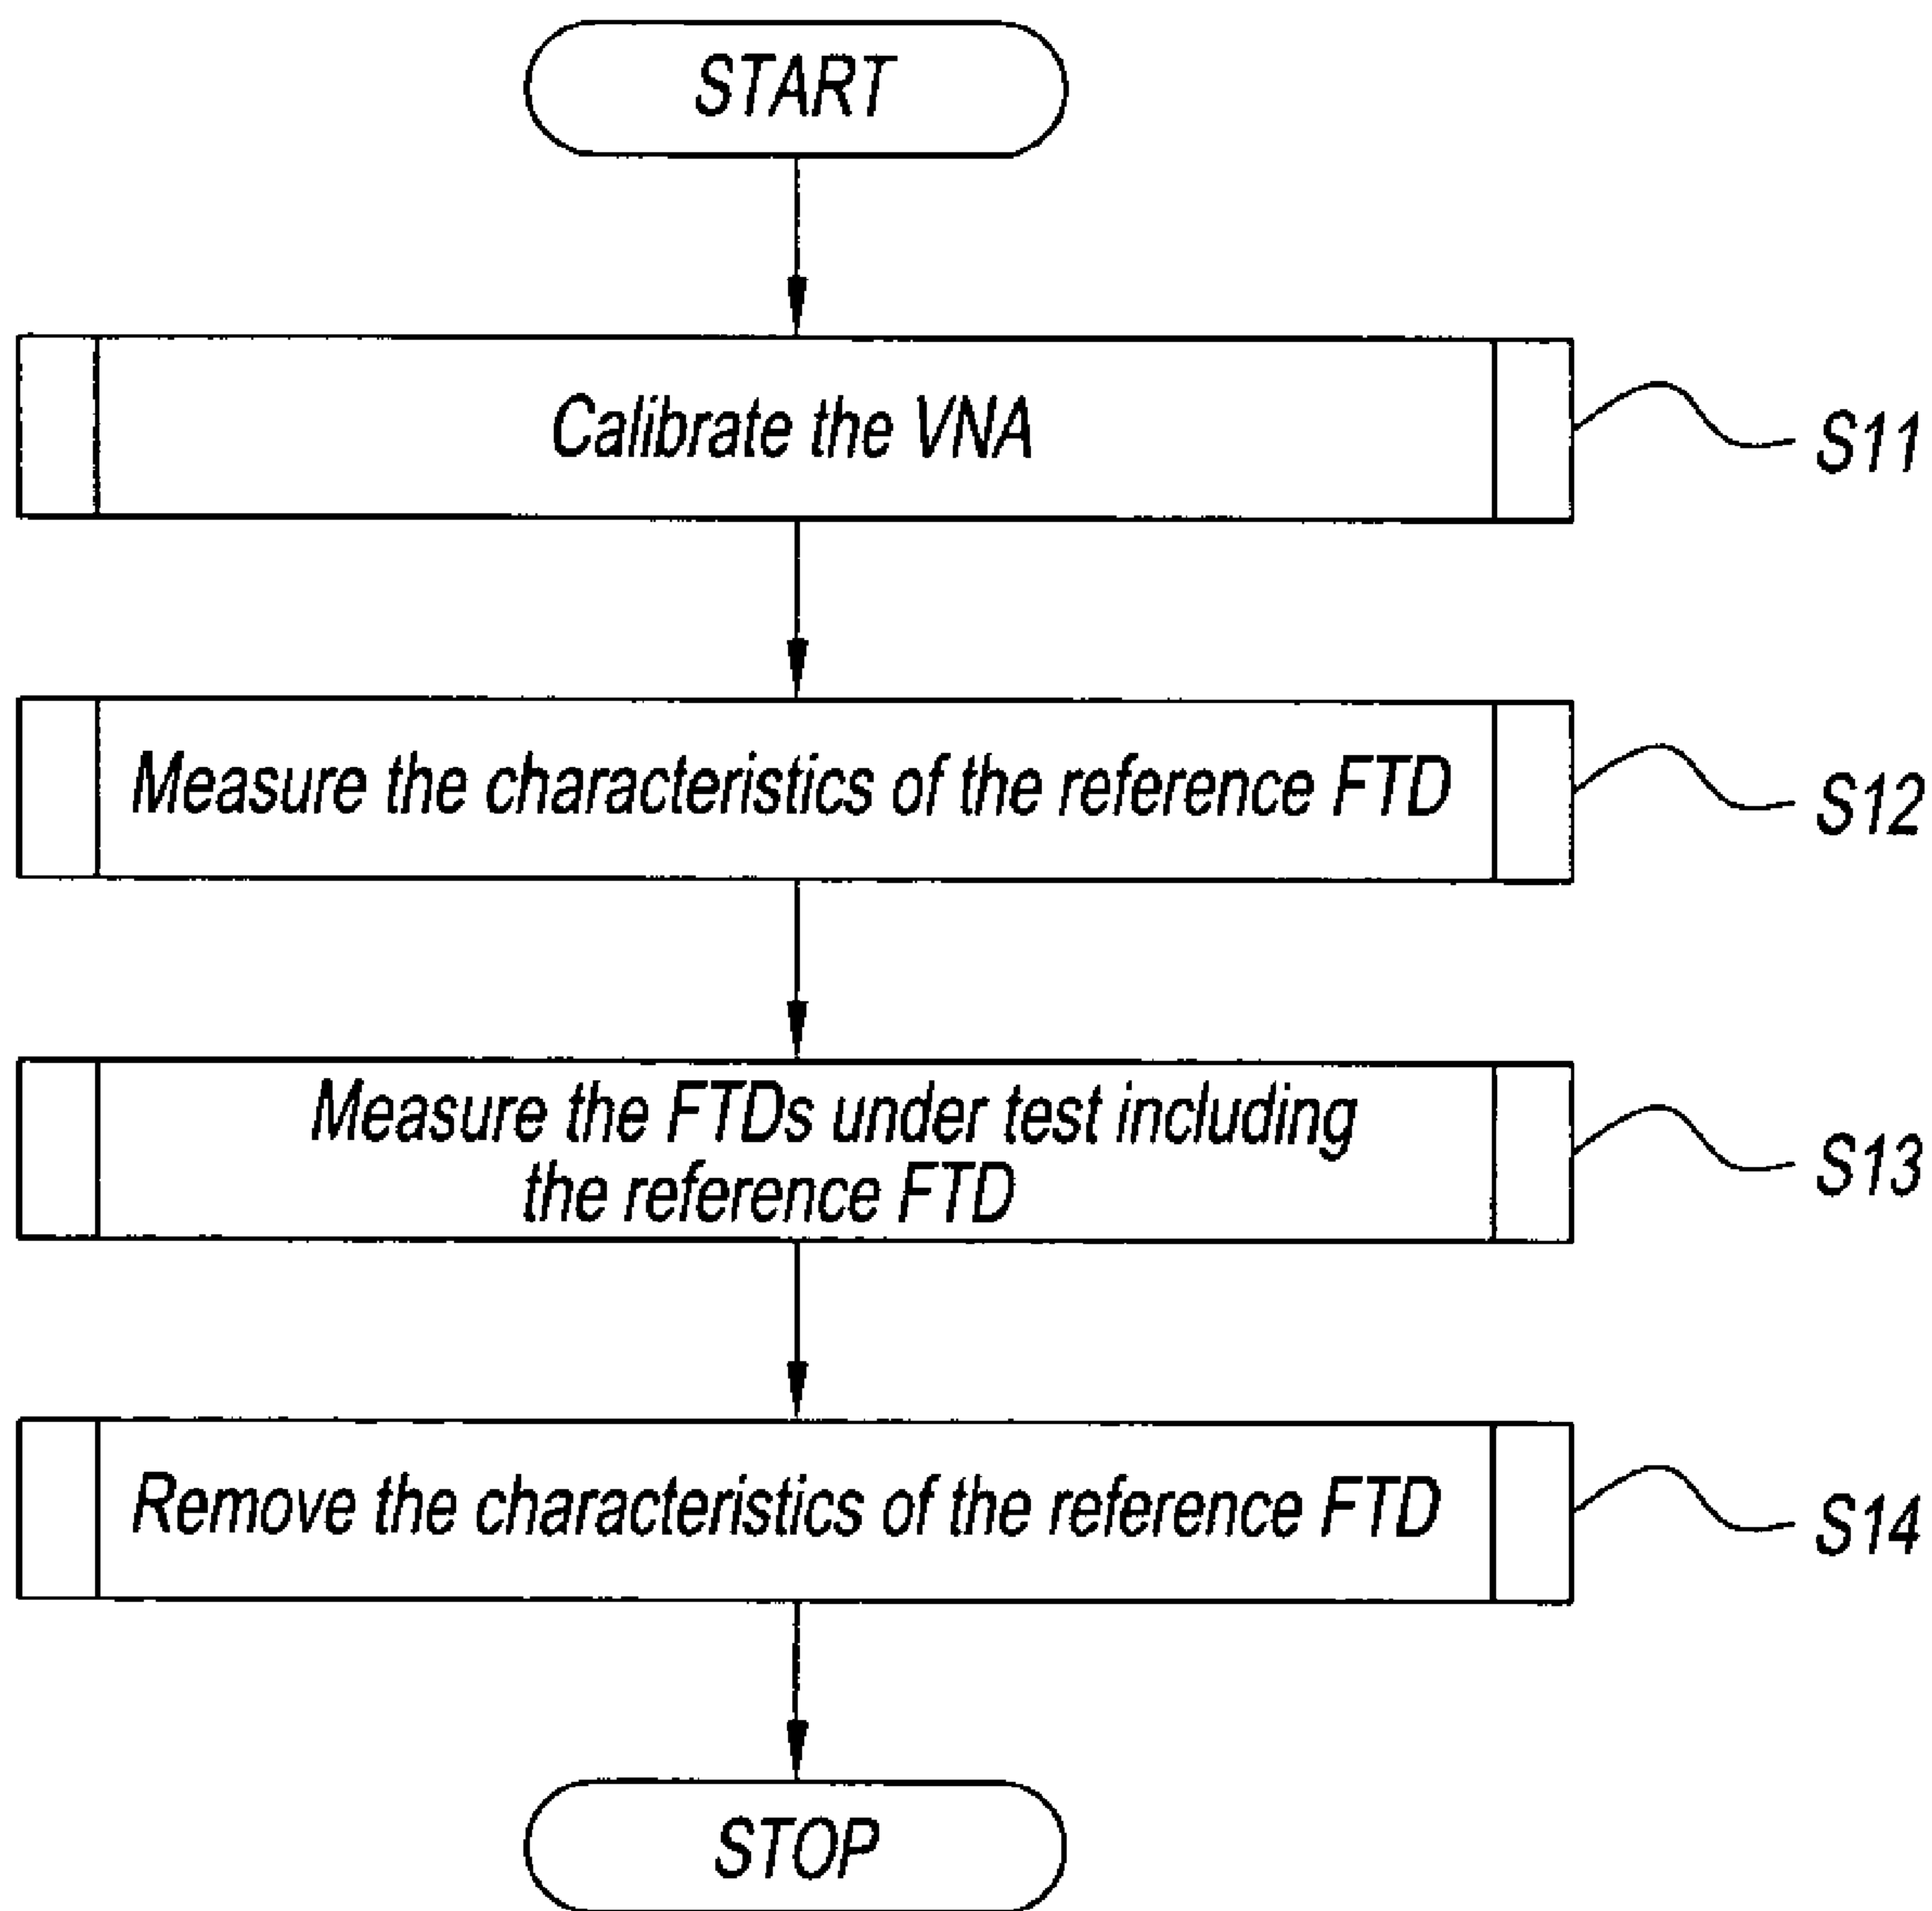 START
Calibrate the VNA
S11
Measure the characteristics of the reference FTD
S12
Measure the FTDs under test including
the reference FTD
S13
Remove the characteristics of the reference FTD
S14
STOP